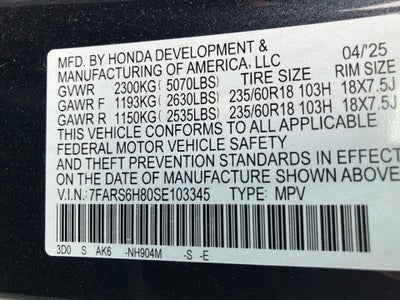 MFD. BY HONDA DEVELOPMENT & 04/25
MANUFACTURING OF AMERICA, LLC
GVWR 2300KG( 5070LBS) TIRE SIZE RIM SIZE
GAWR F 1193KG( 2630LBS) 235/60R18 103H 18X7.5J
GAWR R 1150KG( 2535LBS) 235/60R18 103H 18X7.5J
THIS VEHICLE CONFORMS TO ALL APPLICABLE
FEDERAL MOTOR VEHICLE SAFETY
AND THEFT PREVENTION STANDARDS IN EFFECT
ON THE DATE OF MANUFACTURE SHOWN ABOVE.
V.I.N.: 7FARS6H80SE103345 TYPE: MPV
3D0 S AK6 -NH904M -S -E